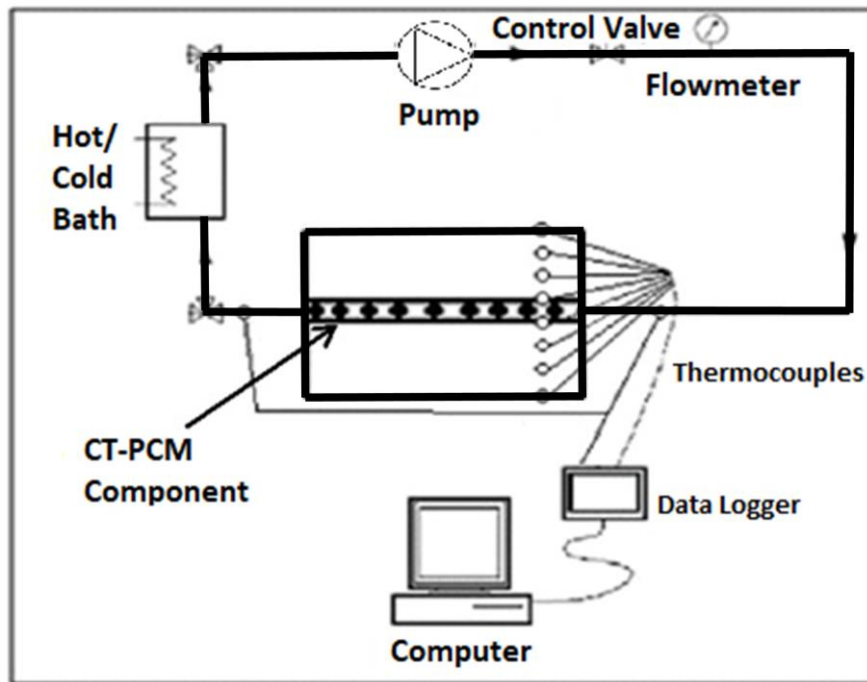 Control Valve
Flowmeter
Pump
Hot/
Cold
Bath
Thermocouples
CT-PCM
Component
Data Logger
Computer